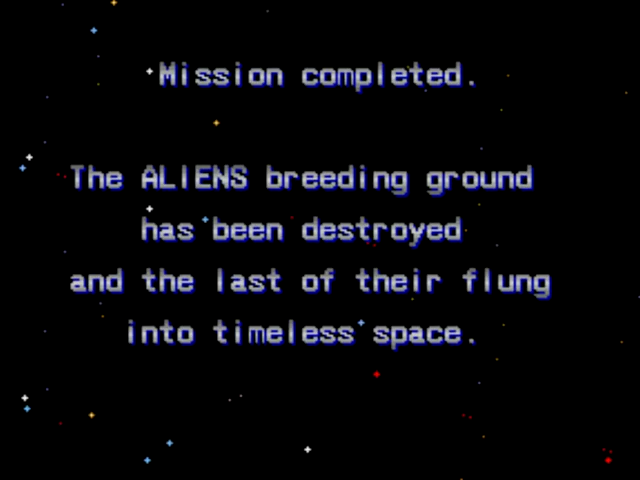 Mission completed.
The ALIENS breeding ground
has been destroyed
and the last of their flung
into timeless space.